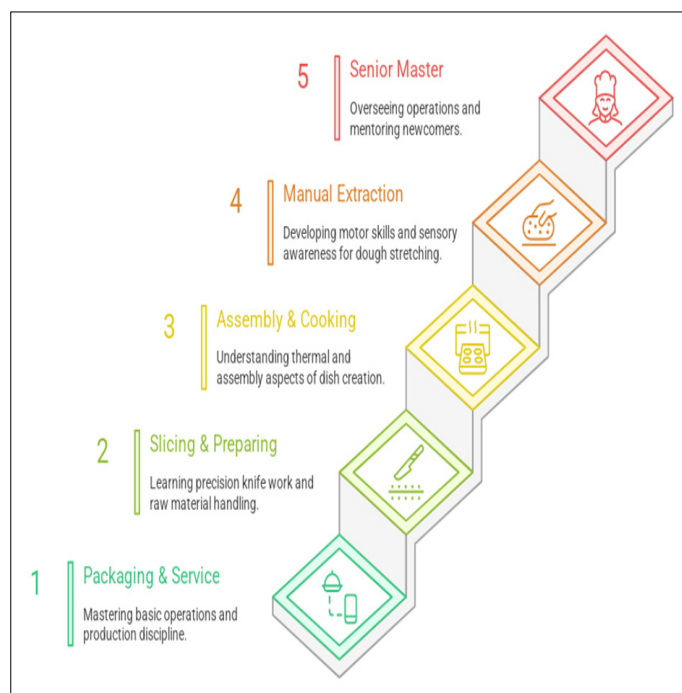 5
Senior Master
Overseeing operations and
mentoring newcomers.
4
Manual Extraction
Developing motor skills and sensory
awareness for dough stretching.
3
Assembly & Cooking
Understanding thermal and
assembly aspects of dish creation.
2
Slicing & Preparing
Learning precision knife work and
raw material handling.
1
Packaging & Service
Mastering basic operations and
production discipline.